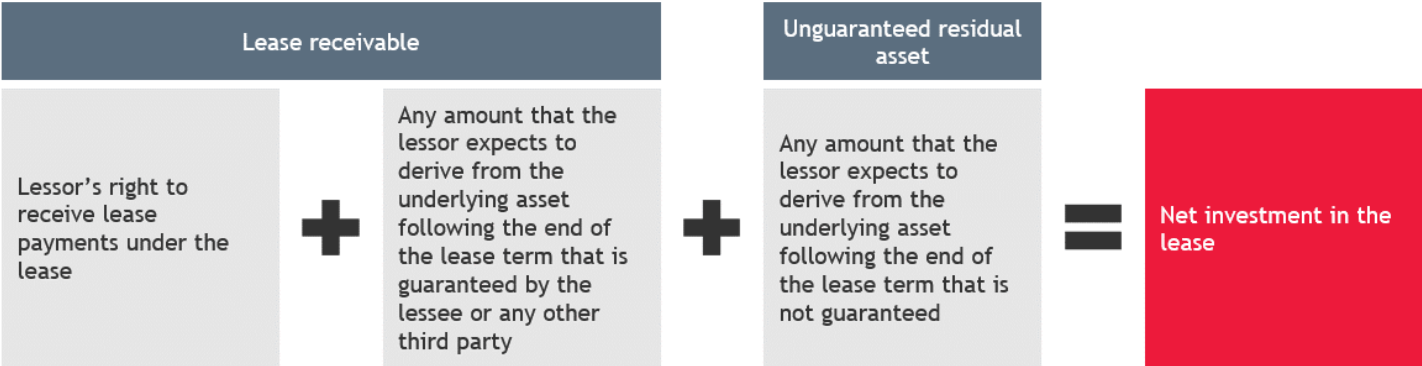 Lease receivable
Unguaranteed residual
asset
Lessor’s right to
receive lease
payments under the
lease
Any amount that the
lessor expects to
derive from the
underlying asset
following the end of
the lease term that is
guaranteed by the
lessee or any other
third party
Any amount that the
lessor expects to
derive from the
underlying asset
following the end of
the lease term that is
not guaranteed
Net investment in the
lease